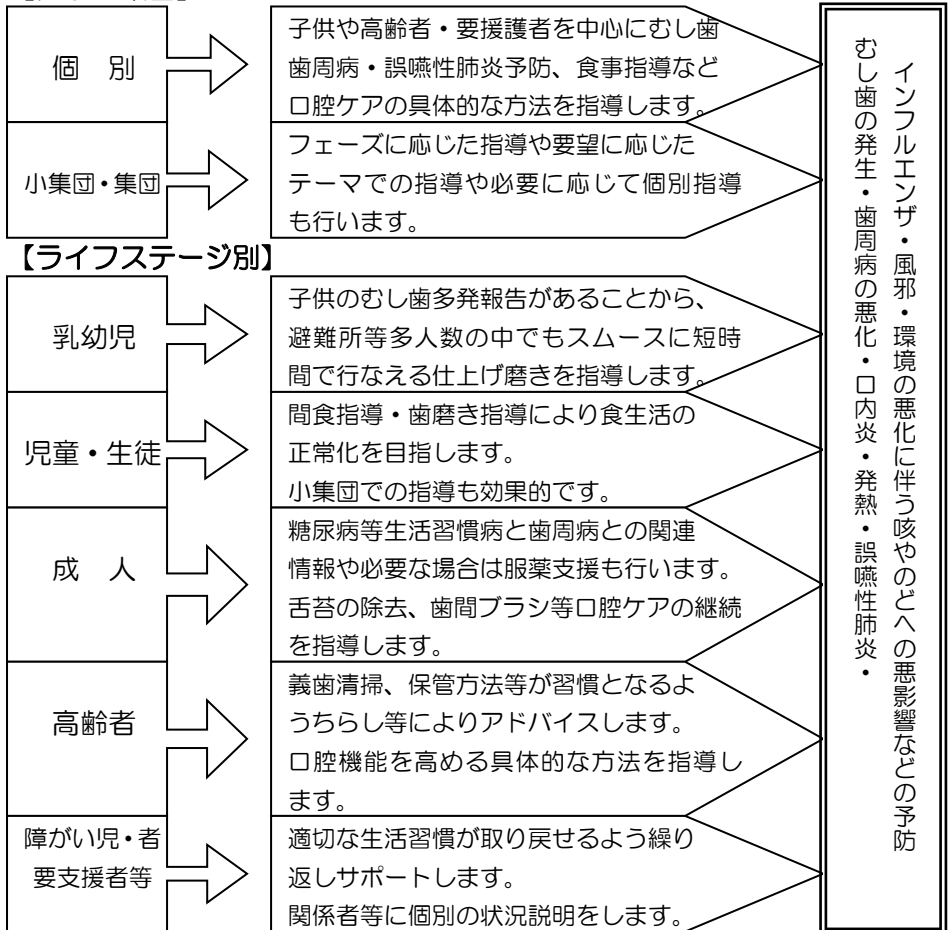 個　別
子供や高齢者・要援護者を中心にむし歯
歯周病・誤嚥性肺炎予防、食事指導など
口腔ケアの具体的な方法を指導します。
小集団・集団
フェーズに応じた指導や要望に応じた
テーマでの指導や必要に応じて個別指導
も行います。
【ライフステージ別】
乳幼児
子供のむし歯多発報告があることから、
避難所等多人数の中でもスムースに短時
間で行なえる仕上げ磨きを指導します。
児童・生徒
間食指導・歯磨き指導により食生活の
正常化を目指します。
小集団での指導も効果的です。
成　人
糖尿病等生活習慣病と歯周病との関連
情報や必要な場合は服薬支援も行います。
舌苔の除去、歯間ブラシ等口腔ケアの継続
を指導します。
高齢者
義歯清掃、保管方法等が習慣となるよ
うちらし等によりアドバイスします。
口腔機能を高める具体的な方法を指導し
ます。
障がい児・者
要支援者等
適切な生活習慣が取り戻せるよう繰り
返しサポートします。
関係者等に個別の状況説明をします。
インフルエンザ・風邪・環境の悪化に伴う咳やのどへの悪影響などの予防
むし歯の発生・歯周病の悪化・口内炎・発熱・誤嚥性肺炎・